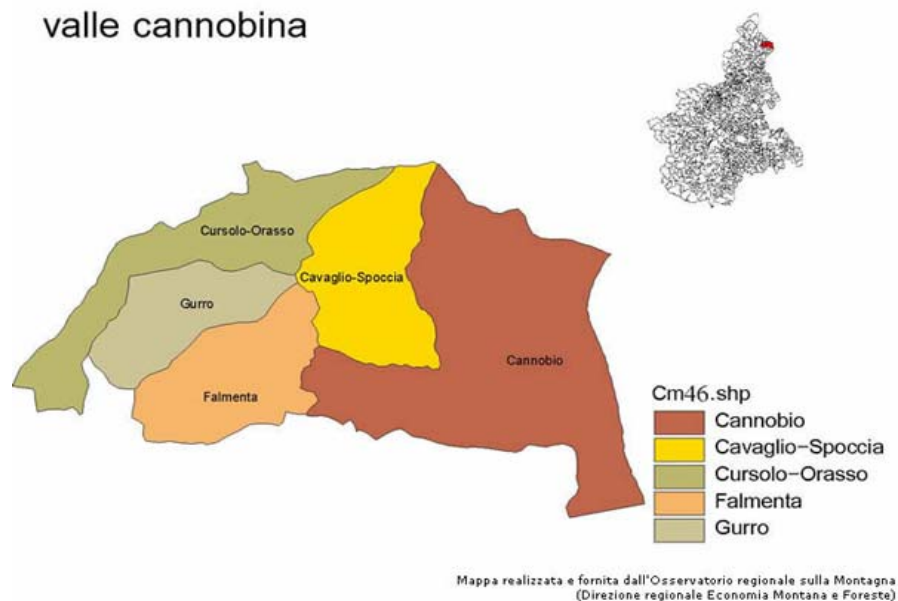 valle cannobina
Cursolo-Orasso
Cavaglio-Spoccia
Gurro
Cannobio
Falmenta
Cm46.shp
Cannobio
Cavaglio-Spoccia
Cursolo-Orasso
Falmenta
Gurro
Mappa realizzata e fornita dall'Osservatorio regionale sulla Montagna
(Direzione regionale Economia Montana e Foreste)